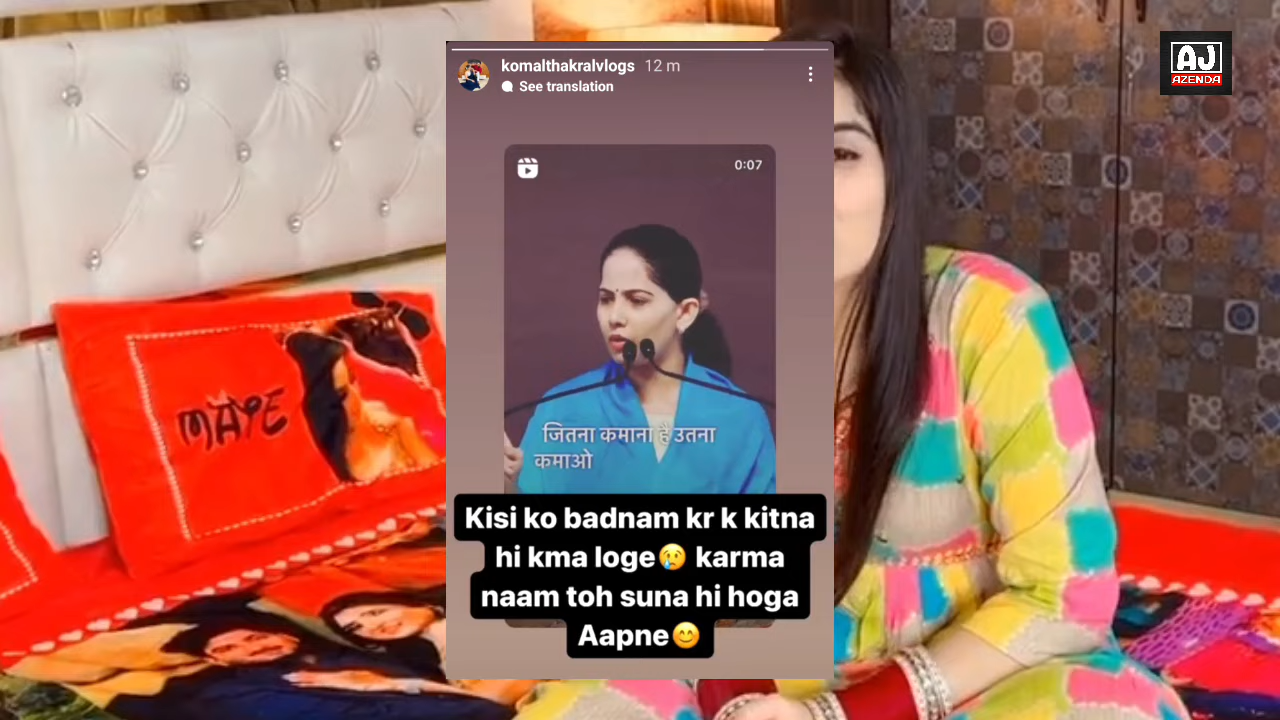 AJ
AZENDA
komalthakralvlogs 12 m
See translation
0:07
MAYE
जितना कमाना है उतना
कमाओ
Kisi ko badnam kr k kitna
hi kma loge😢 karma
naam toh suna hi hoga
Aapne😊